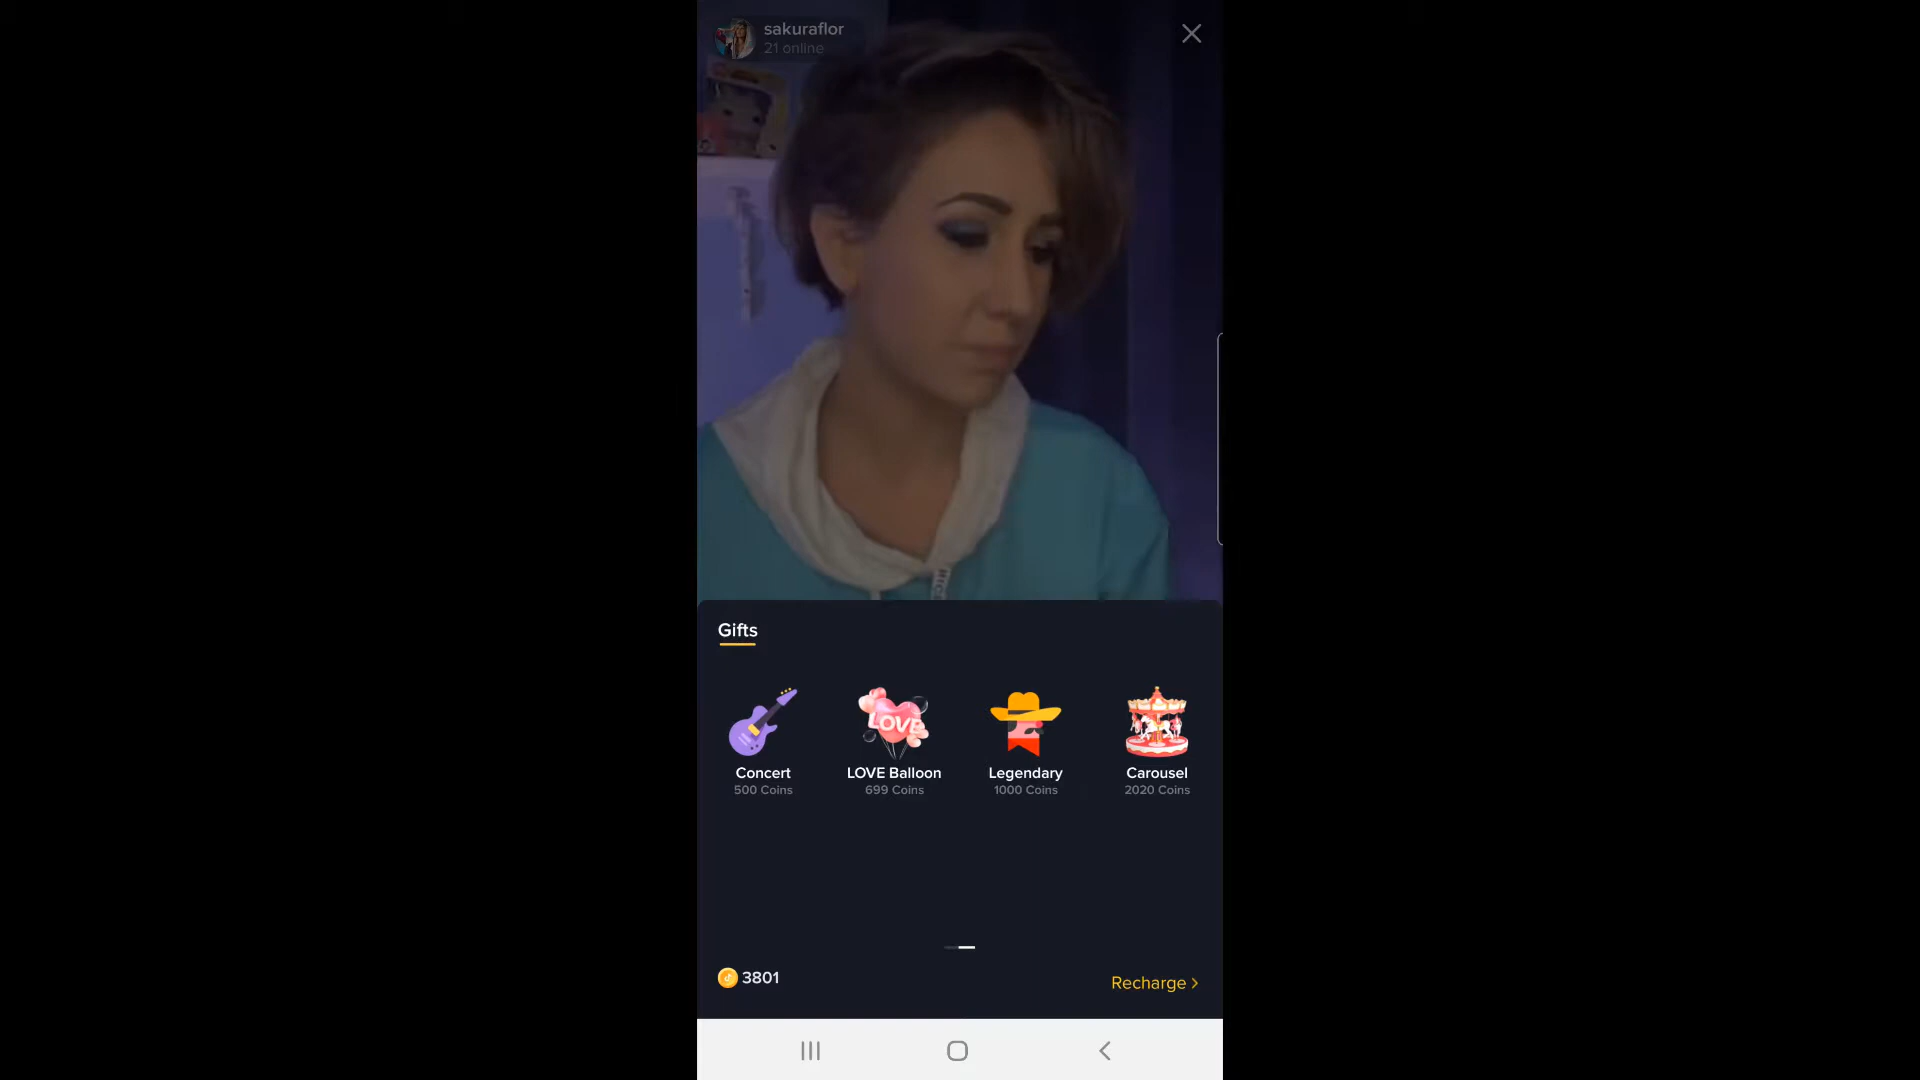 sakuraflor
21 online
Gifts
LOVE
Concert
500 Coins
LOVE Balloon
699 Coins
Legendary
1000 Coins
Carousel
2020 Coins
3801
Recharge >